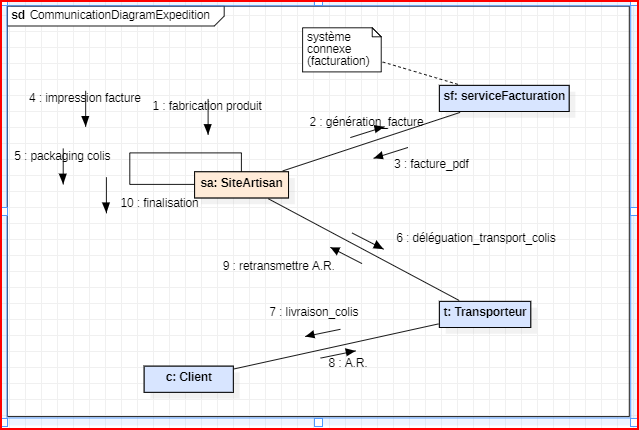 sd CommunicationDiagramExpedition
système
connexe
(facturation)
sf: serviceFacturation
4 : impression facture
1 : fabrication produit
2 : génération_facture
3 : facture_pdf
5 : packaging colis
sa: SiteArtisan
10 : finalisation
6 : déléguation_transport_colis
9 : retransmettre A.R.
7 : livraison_colis
t: Transporteur
8 : A.R.
c: Client